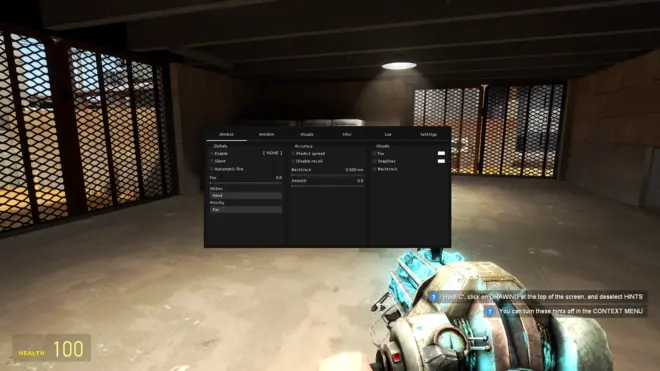 Aimbot Antiaim Visuals Misc Lua Settings
Globals
Enable [ NONE ]
Silent
Automatic fire
Fov 0.0
Hitbox
Head
Priority
Fov
Accuracy
Predict spread
Disable recoil
Backtrack 0.000 ms
Smooth 0.0
Visuals
Fov
Snaplines
Backtrack
Hold 'C', click on DRAWING at the top of the screen, and deselect HINTS
You can turn these hints off in the CONTEXT MENU
HEALTH 100